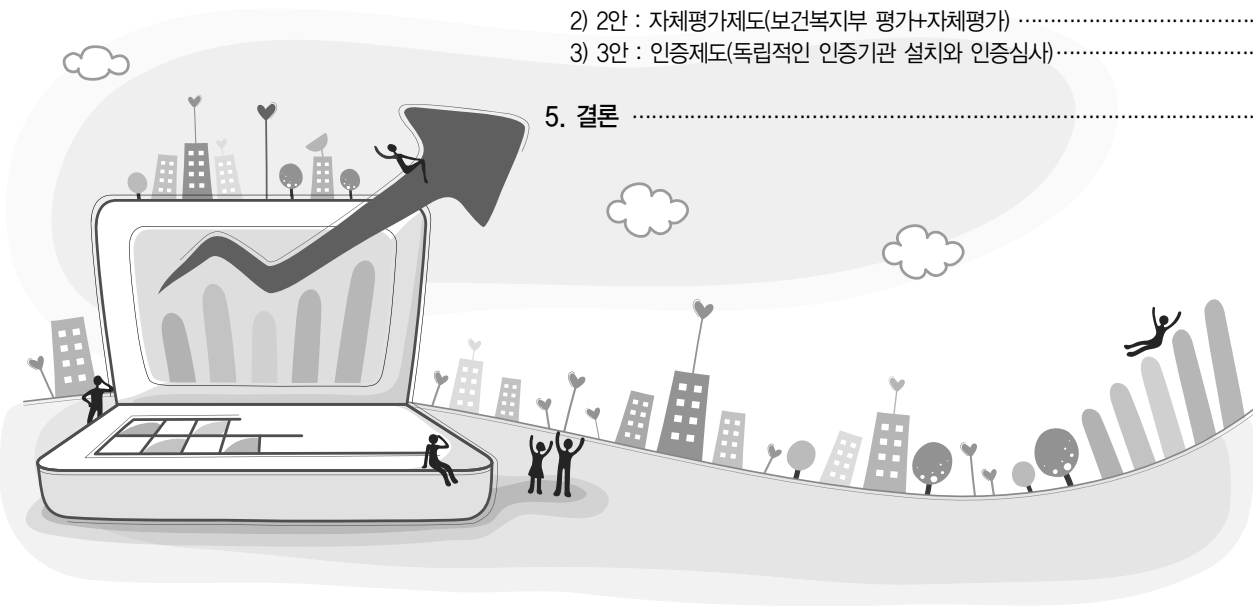 2) 2안 : 자체평가제도(보건복지부 평가+자체평가) ·······························
3) 3안 : 인증제도(독립적인 인증기관 설치와 인증심사) ·························
5. 결론 ·······························································································